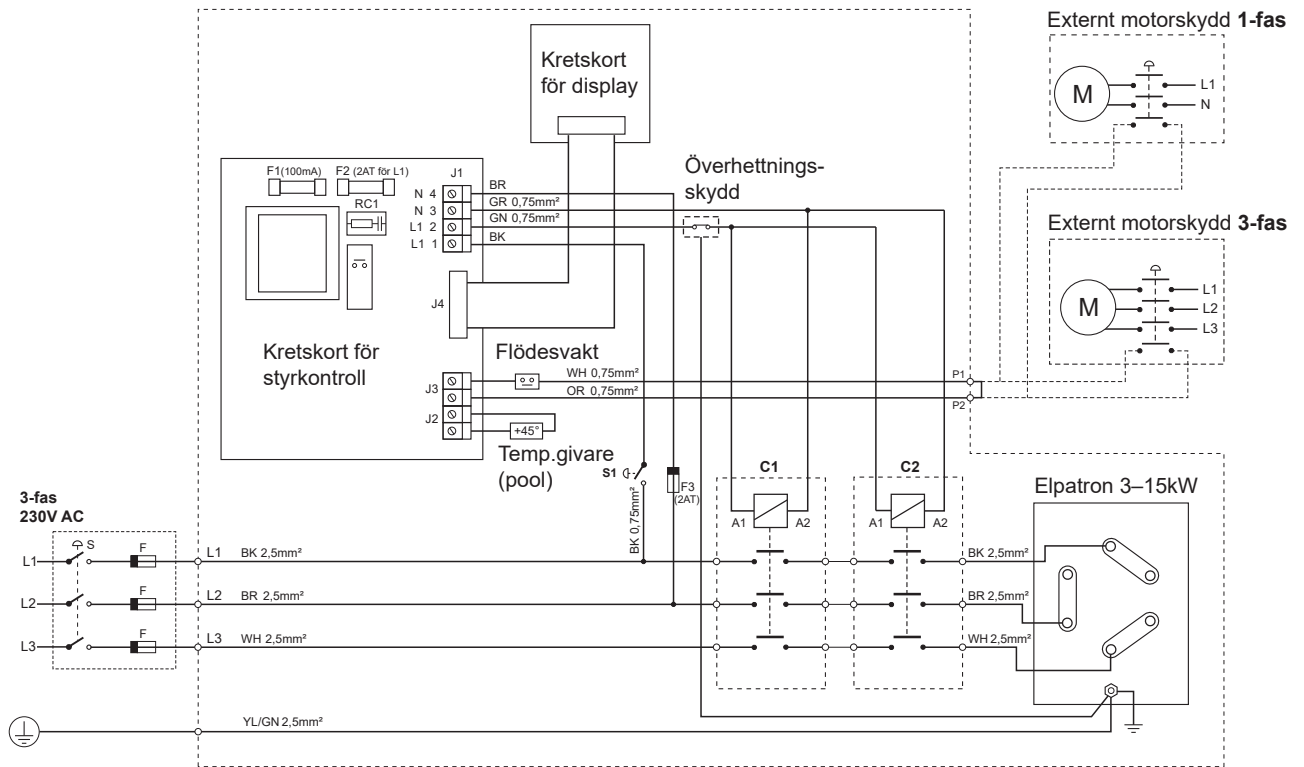 Externt motorskydd 1-fas
M
L1
N
Kretskort
för display
Överhettnings-
skydd
F1(100mA)
F2 (2AT för L1)
J1
RC1
N 4
N 3
L1 2
L1 1
BR
GR 0,75mm²
GN 0,75mm²
BK
J4
Externt motorskydd 3-fas
M
L1
L2
L3
Kretskort för
styrkontroll
Flödesvakt
J3
WH 0,75mm²
OR 0,75mm²
P1
P2
J2
+45°
Temp.givare
(pool)
S1
BK 0,75mm²
F3
(2AT)
C1
A1
A2
C2
A1
A2
Elpatron 3–15kW
3-fas
230V AC
S
F
L1
L1
BK 2,5mm²
BK 2,5mm²
F
L2
L2
BR 2,5mm²
BR 2,5mm²
F
L3
L3
WH 2,5mm²
WH 2,5mm²
YL/GN 2,5mm²